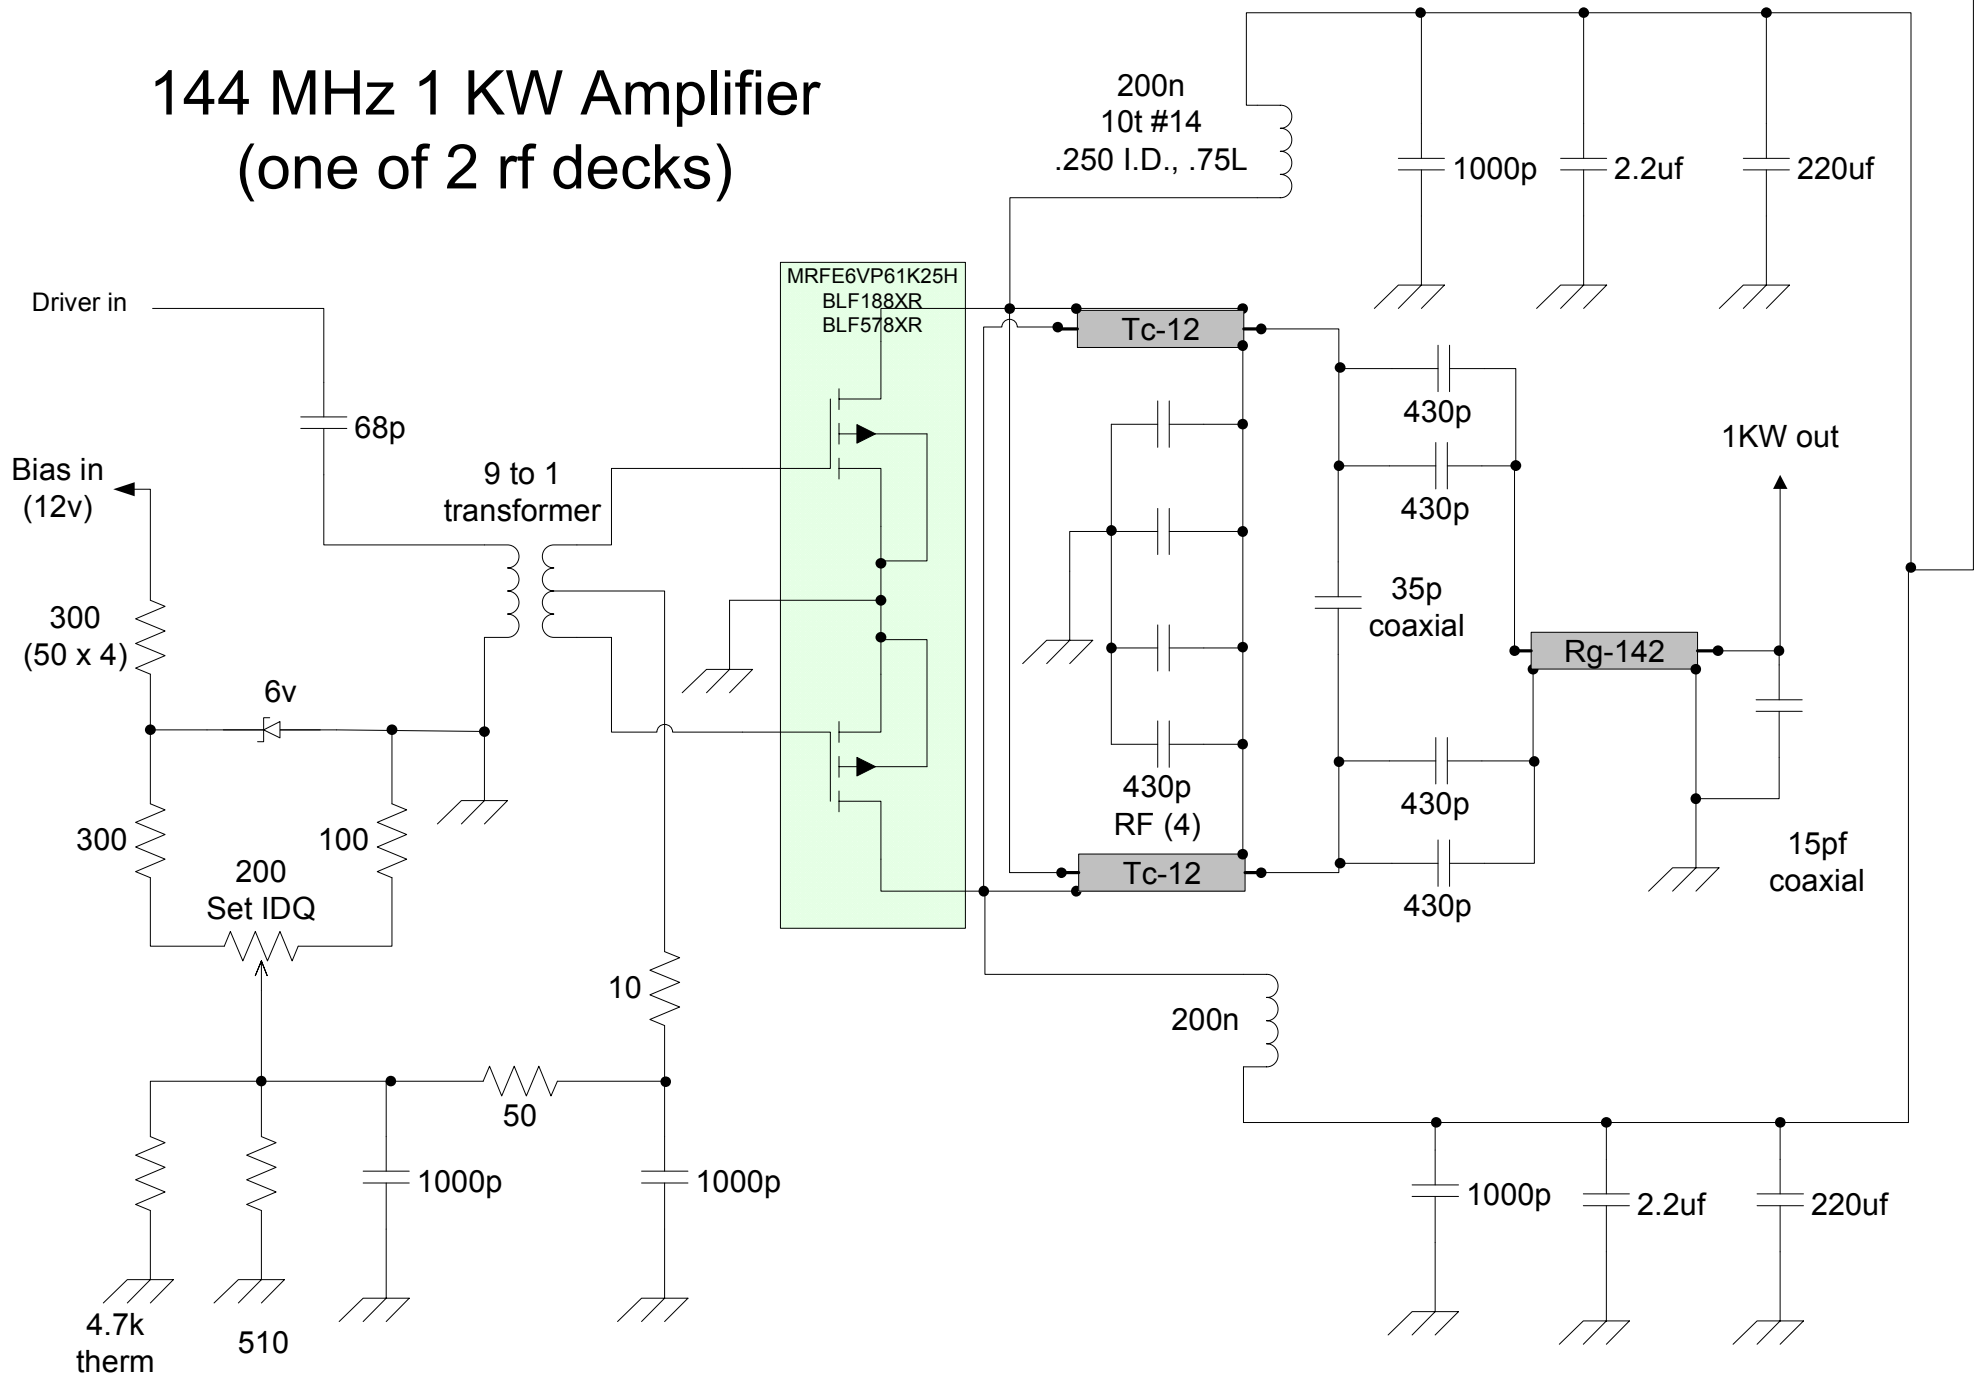 144 MHz 1 KW Amplifier
(one of 2 rf decks)
200n
10t #14
.250 I.D., .75L
1000p
2.2uf
220uf
Driver in
MRFE6VP61K25H
BLF188XR
BLF578XR
Tc-12
68p
430p
430p
1KW out
Bias in
(12v)
9 to 1
transformer
35p
coaxial
300
(50 x 4)
Rg-142
6v
430p
RF (4)
430p
300
100
200
Set IDQ
Tc-12
430p
15pf
coaxial
10
200n
50
1000p
1000p
1000p
2.2uf
220uf
4.7k
therm
510